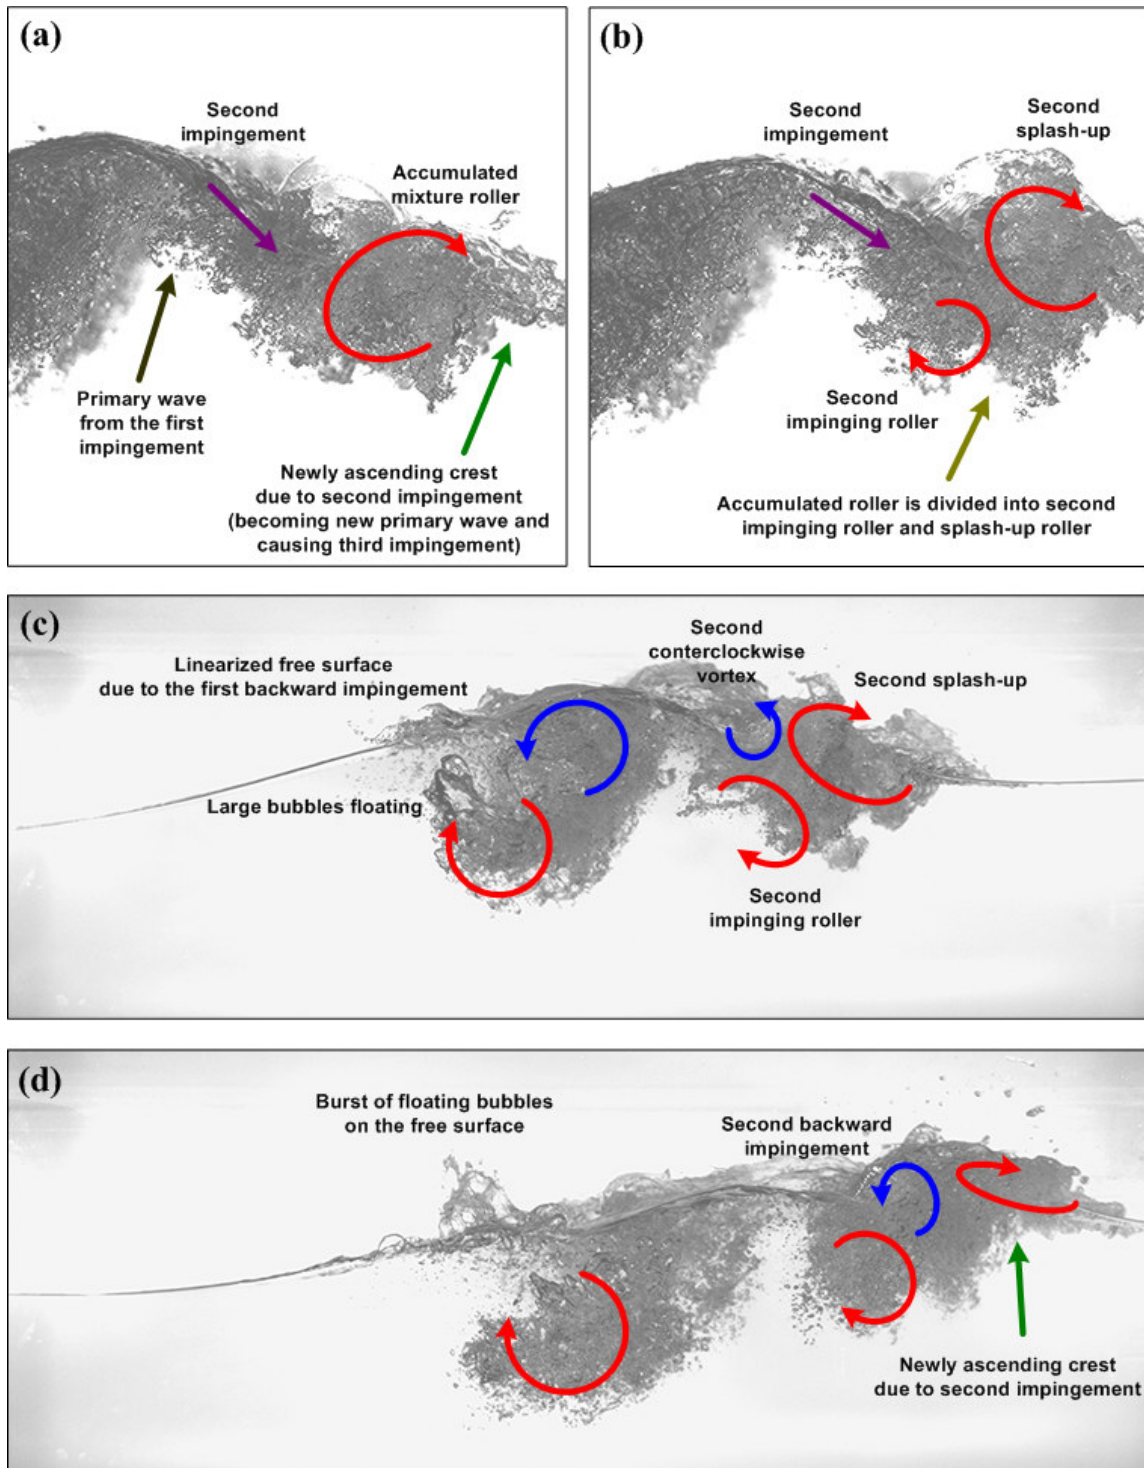 (a)
Second
impingement
Accumulated
mixture roller
Primary wave
from the first
impingement
Newly ascending crest
due to second impingement
(becoming new primary wave and
causing third impingement)
(b)
Second
impingement
Second
splash-up
Second
impinging roller
Accumulated roller is divided into second
impinging roller and splash-up roller
(c)
Linearized free surface
due to the first backward impingement
Second
conterclockwise
vortex
Second splash-up
Large bubbles floating
Second
impinging roller
(d)
Burst of floating bubbles
on the free surface
Second backward
impingement
Newly ascending crest
due to second impingement